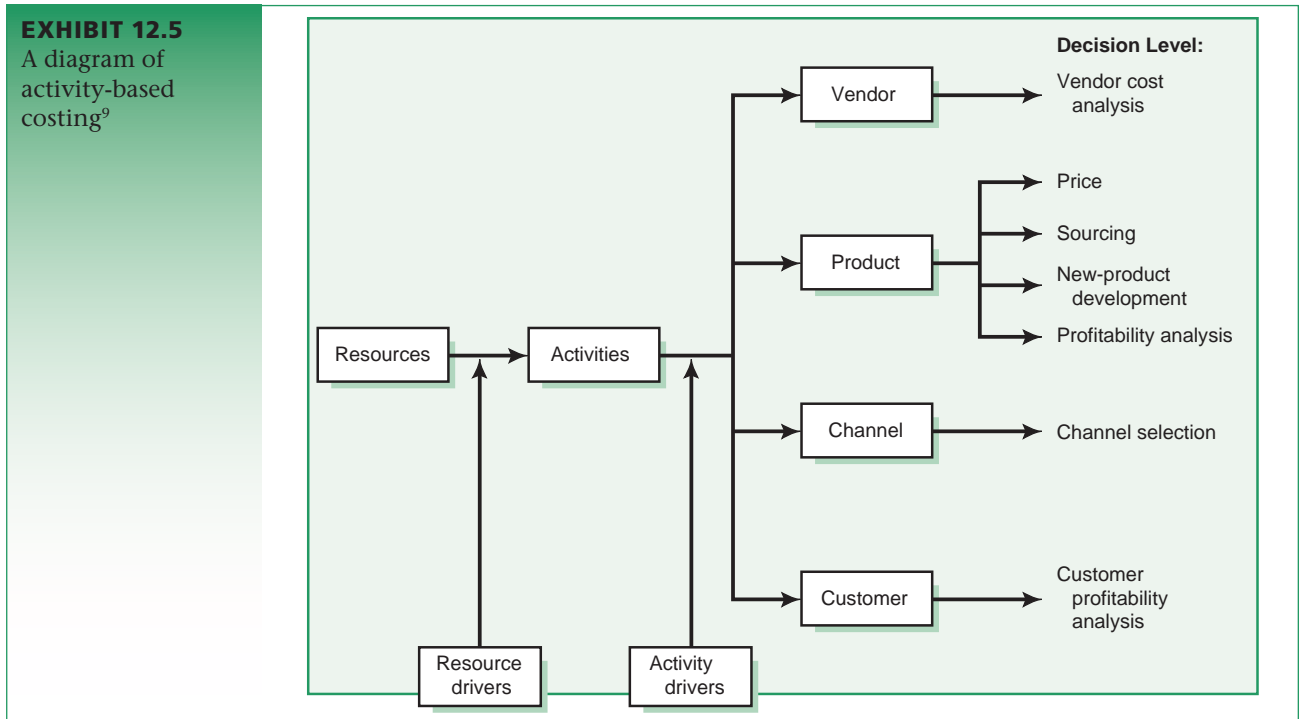 EXHIBIT 12.5
A diagram of
activity-based
costing⁹
Decision Level:
Vendor
Vendor cost
analysis
Price
Sourcing
Product
New-product
development
Profitability analysis
Resources
Activities
Channel
Channel selection
Customer
Customer
profitability
analysis
Resource
drivers
Activity
drivers